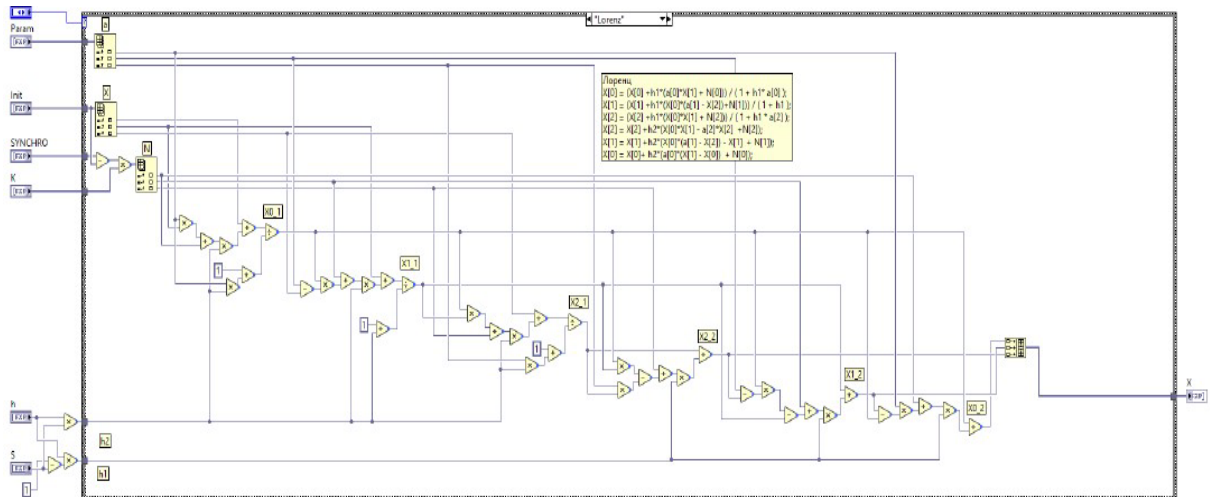 "Lorenz"
Param
a
Лоренц
X[0] = (X[0] +h1*(a[0]*X[1] + N[0])) / ( 1 + h1* a[0] );
X[1] = (X[1] +h1*(X[0]*(a[1] - X[2])+N[1])) / ( 1 + h1 );
X[2] = (X[2] +h1*(X[0]*X[1] + N[2])) / ( 1 + h1 * a[2] );
X[2] = X[2] +h2*(X[0]*X[1] - a[2]*X[2] +N[2]);
X[1] = X[1] +h2*(X[0]*(a[1] - X[2]) - X[1] + N[1]);
X[0] = X[0]+ h2*(a[0]*(X[1] - X[0]) + N[0]);
Init
X
SYNCHRO
N
K
X0_1
1
X1_1
1
X2_1
1
X2_2
X1_2
X
X0_2
h
h2
S
h1
1